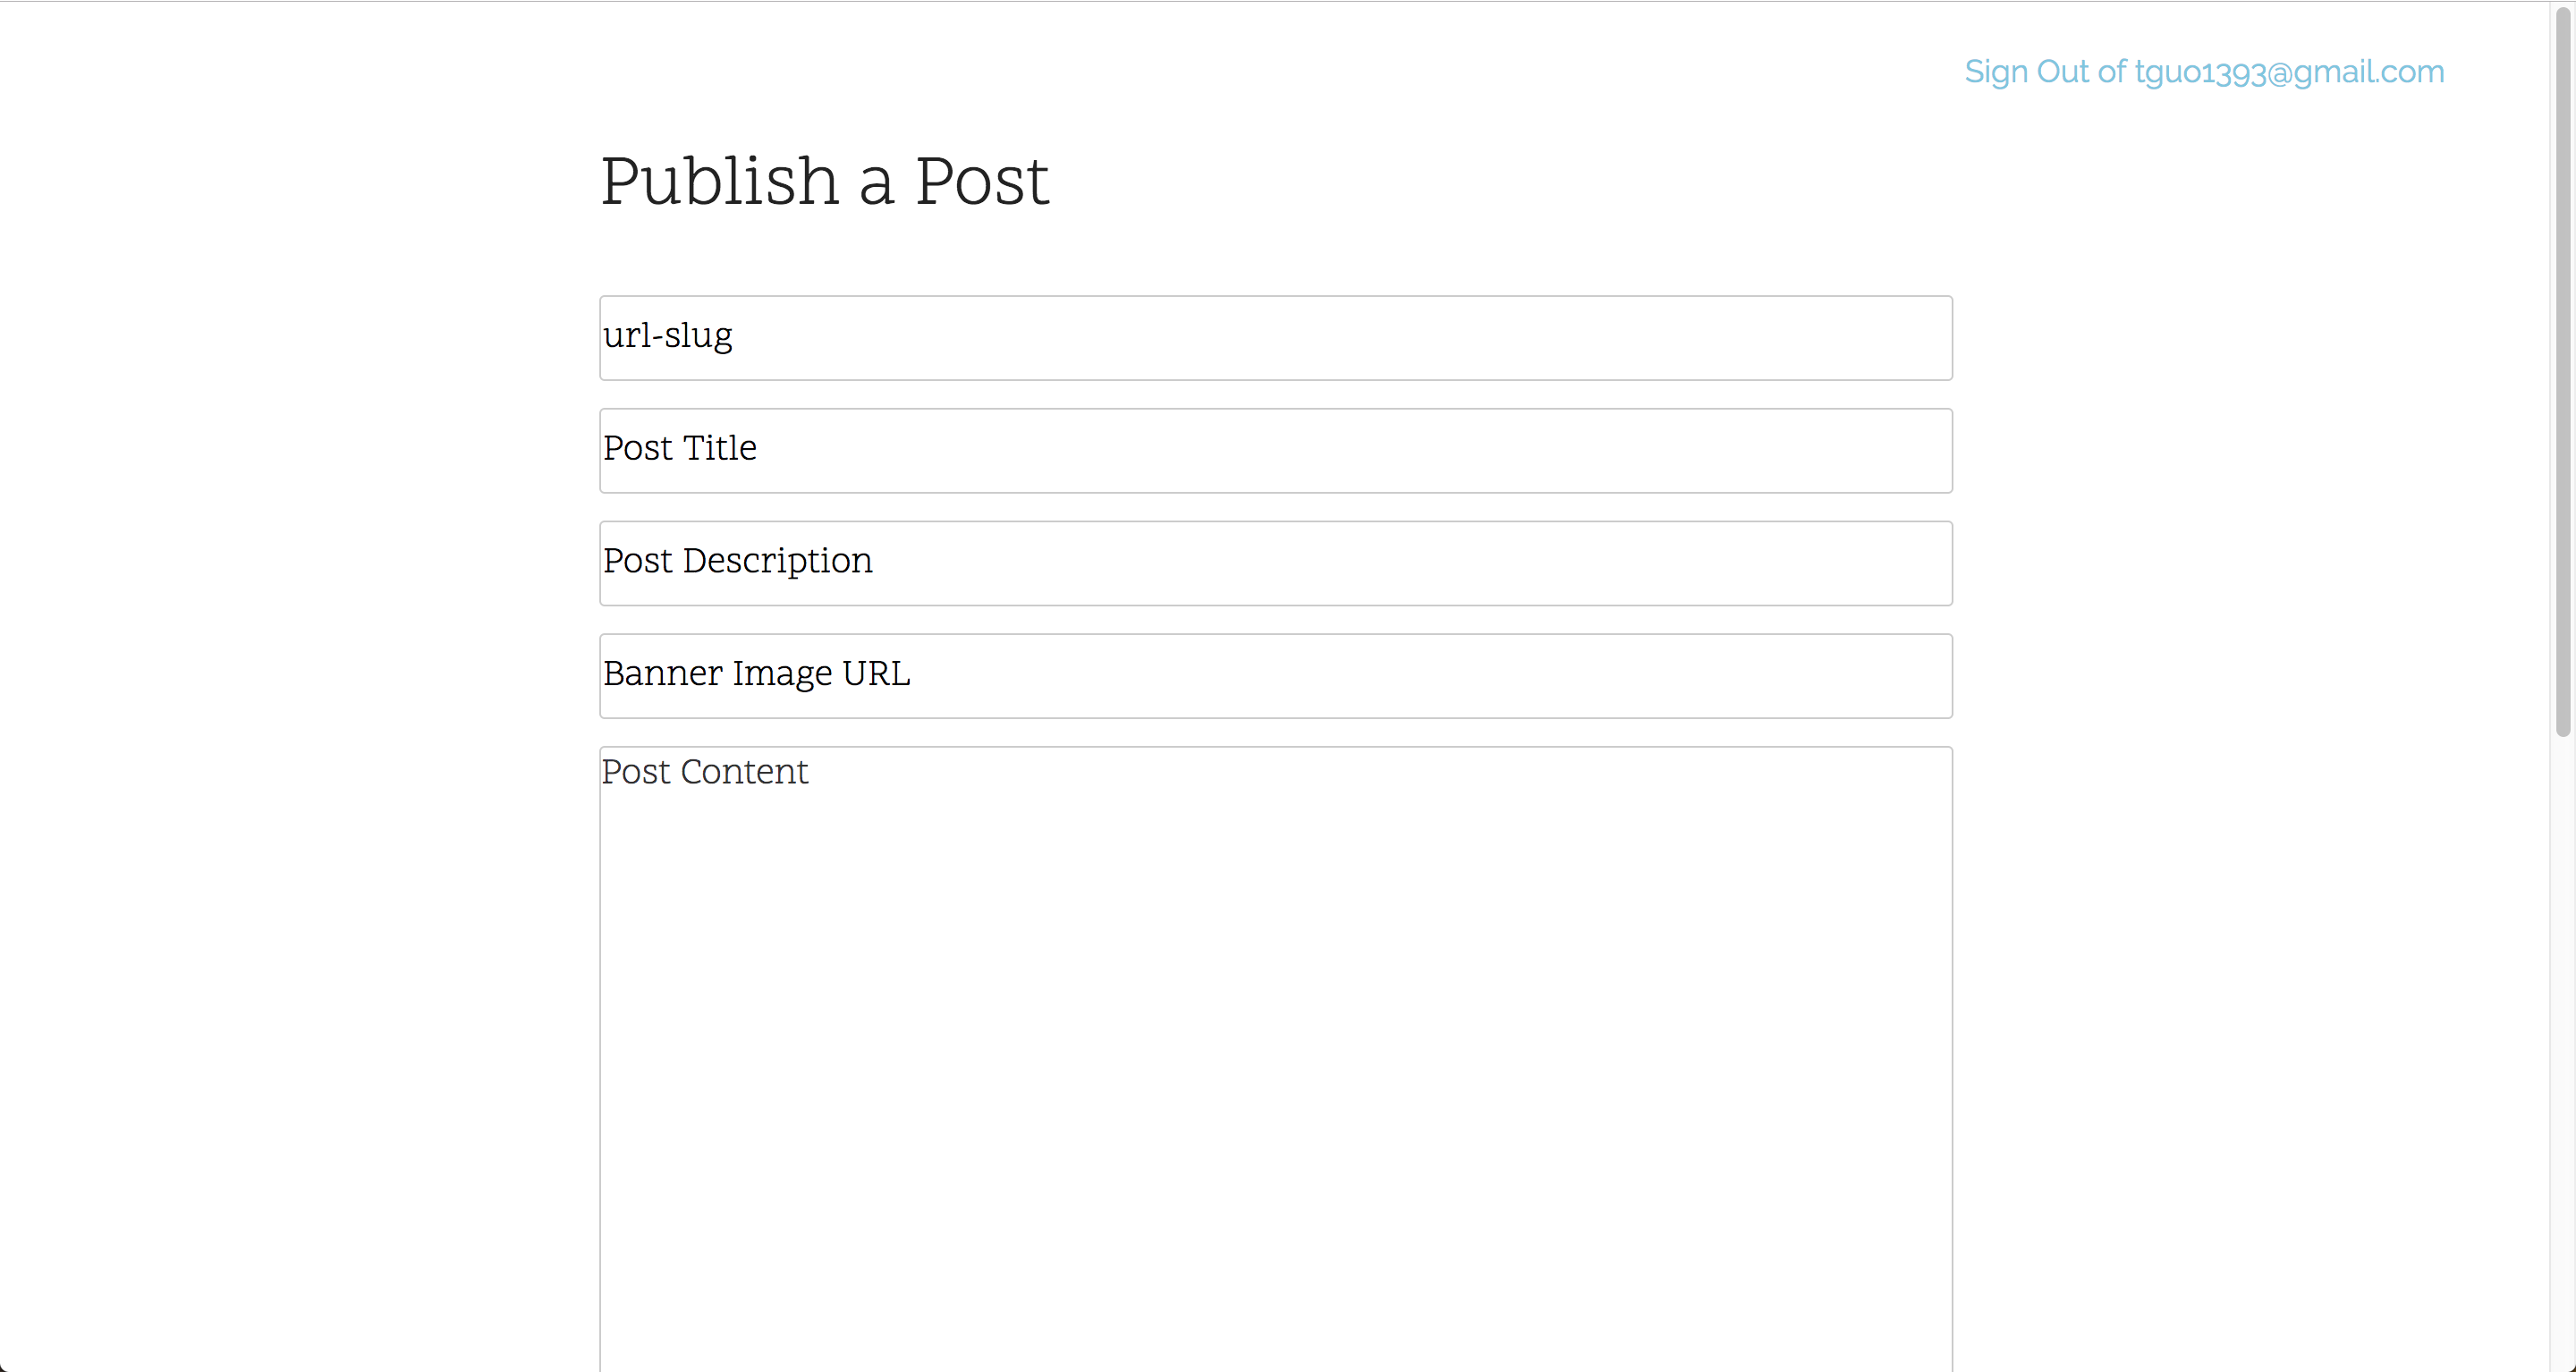 Sign Out of tguo1393@gmail.com
Publish a Post
url-slug
Post Title
Post Description
Banner Image URL
Post Content